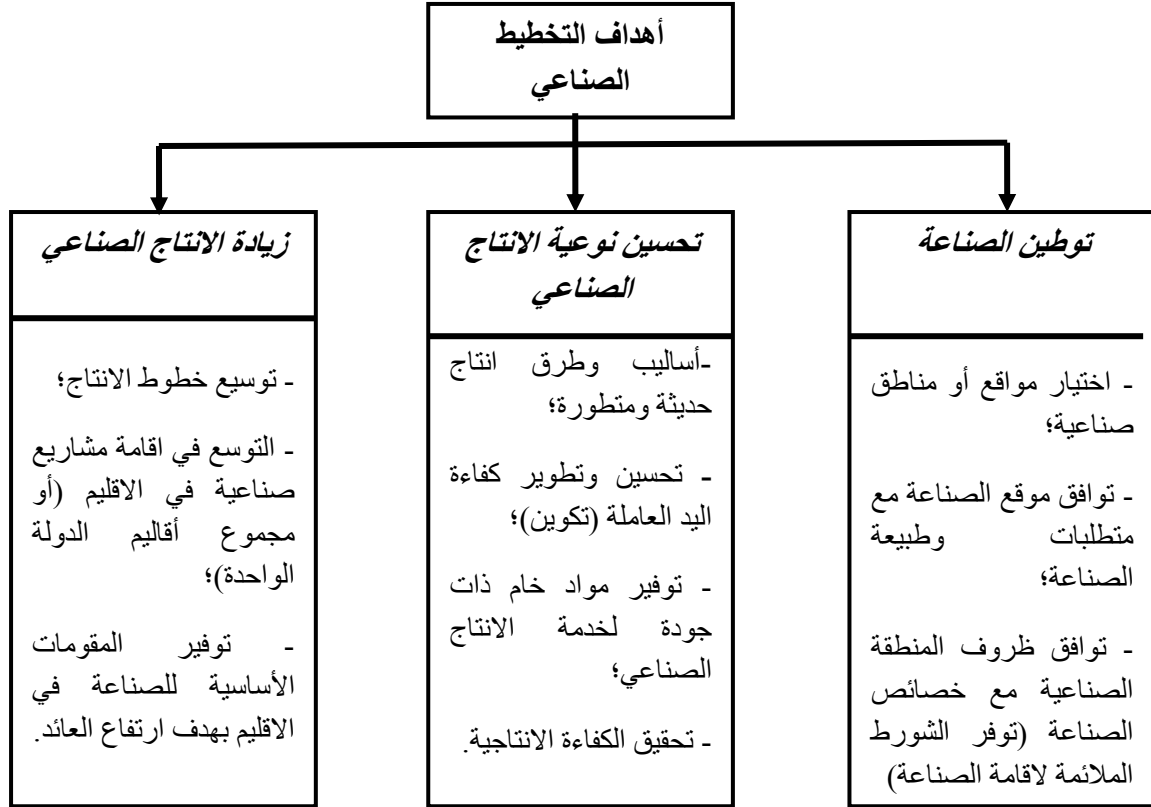 أهداف التخطيط
الصناعي
توطين الصناعة
- اختيار مواقع أو مناطق
صناعية؛
- توافق موقع الصناعة مع
متطلبات وطبيعة
الصناعة؛
- توافق ظروف المنطقة
الصناعية مع خصائص
الصناعة (توفر الشورط
الملائمة لاقامة الصناعة)
تحسين نوعية الانتاج
الصناعي
-أساليب وطرق انتاج
حديثة ومتطورة؛
- تحسين وتطوير كفاءة
اليد العاملة (تكوين)؛
- توفير مواد خام ذات
جودة لخدمة الانتاج
الصناعي؛
- تحقيق الكفاءة الانتاجية.
زيادة الانتاج الصناعي
- توسيع خطوط الانتاج؛
- التوسع في اقامة مشاريع
صناعية في الاقليم (أو
مجموع أقاليم الدولة
الواحدة)؛
- توفير المقومات
الأساسية للصناعة في
الاقليم بهدف ارتفاع العائد.